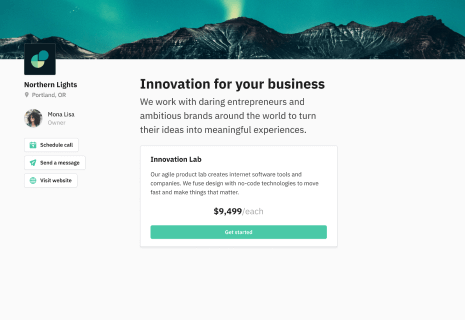 Northern Lights
Portland, OR
Mona Lisa
Owner
Schedule call
Send a message
Visit website
Innovation for your business
We work with daring entrepreneurs and
ambitious brands around the world to turn
their ideas into meaningful experiences.
Innovation Lab
Our agile product lab creates internet software tools and
companies. We fuse design with no-code technologies to move
fast and make things that matter.
$9,499/each
Get started